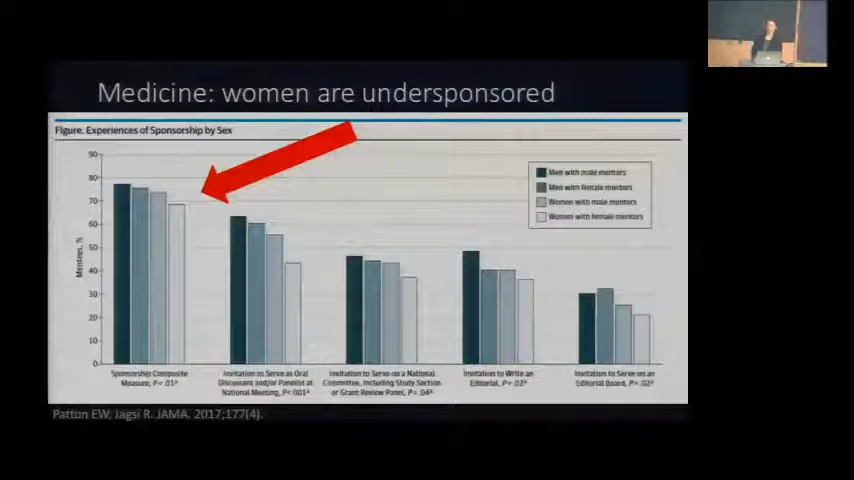 Medicine: women are undersponsored
Figure. Experiences of Sponsorship by Sex
90
80
70
60
50
40
30
20
10
0
Mentees, %
Men with male mentors
Men with female mentors
Women with male mentors
Women with female mentors
Sponsorship Composite
Measure, P= .01ª
Invitation to Serve as Oral
Discussant and/or Panelist at
National Meeting, P<.001ª
Invitation to Serve on a National
Committee, Including Study Section
or Grant Review Panel, P= .04ª
Invitation to Write an
Editorial, P= .02ª
Invitation to Serve on an
Editorial Board, P= .02ª
Patton EW, Jagsi R. JAMA. 2017;177(4).